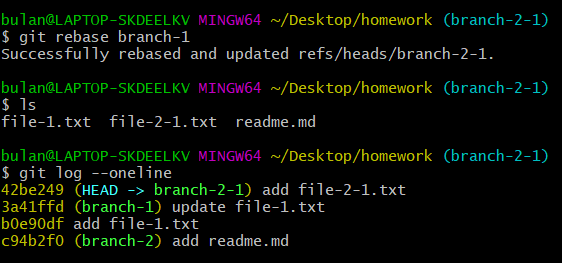 bulan@LAPTOP-SKDEELKV MINGW64 ~/Desktop/homework (branch-2-1)
$ git rebase branch-1
Successfully rebased and updated refs/heads/branch-2-1.
bulan@LAPTOP-SKDEELKV MINGW64 ~/Desktop/homework (branch-2-1)
$ ls
file-1.txt  file-2-1.txt  readme.md
bulan@LAPTOP-SKDEELKV MINGW64 ~/Desktop/homework (branch-2-1)
$ git log --oneline
42be249 (HEAD -> branch-2-1) add file-2-1.txt
3a41ffd (branch-1) update file-1.txt
b0e90df add file-1.txt
c94b2f0 (branch-2) add readme.md